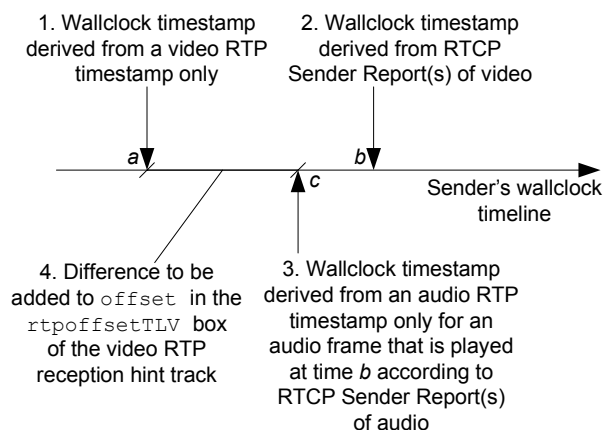 1. Wallclock timestamp
derived from a video RTP
timestamp only
2. Wallclock timestamp
derived from RTCP
Sender Report(s) of video
a
b
c
Sender's wallclock
timeline
4. Difference to be
added to offset in the
rtpoffsetTLV box
of the video RTP
reception hint track
3. Wallclock timestamp
derived from an audio RTP
timestamp only for an
audio frame that is played
at time b according to
RTCP Sender Report(s)
of audio